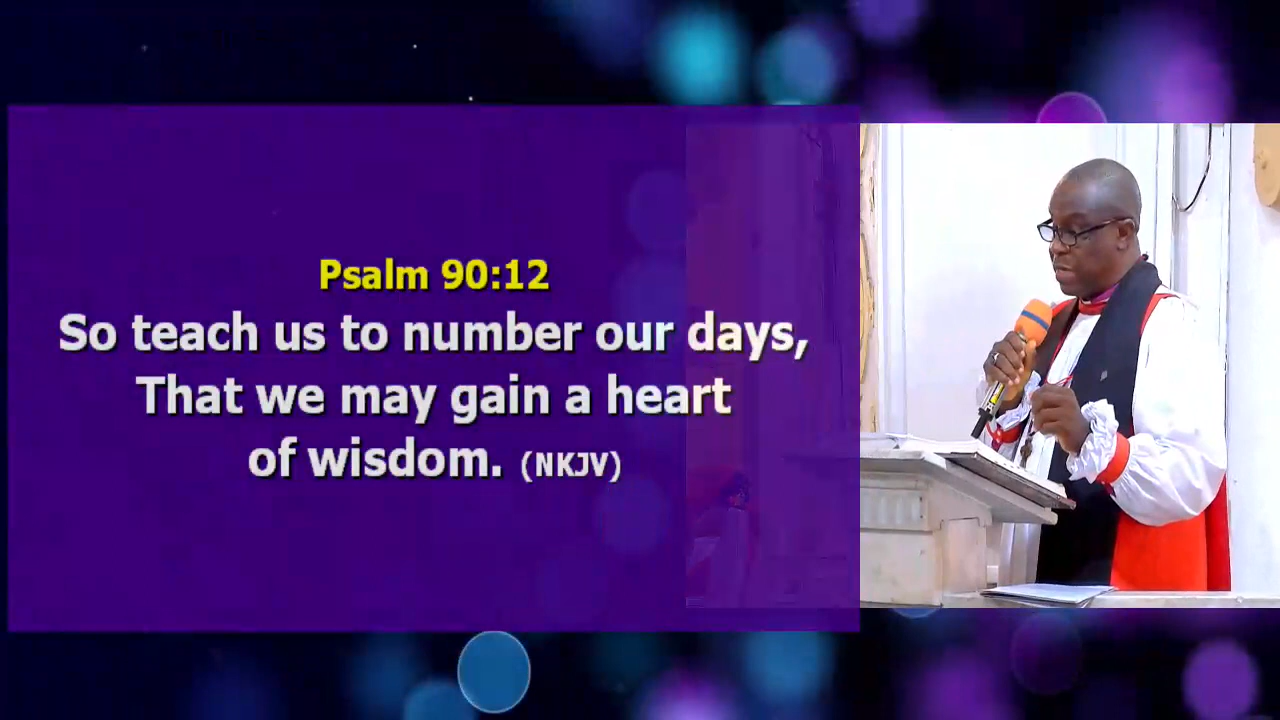 Psalm 90:12
So teach us to number our days,
That we may gain a heart
of wisdom. (NKJV)